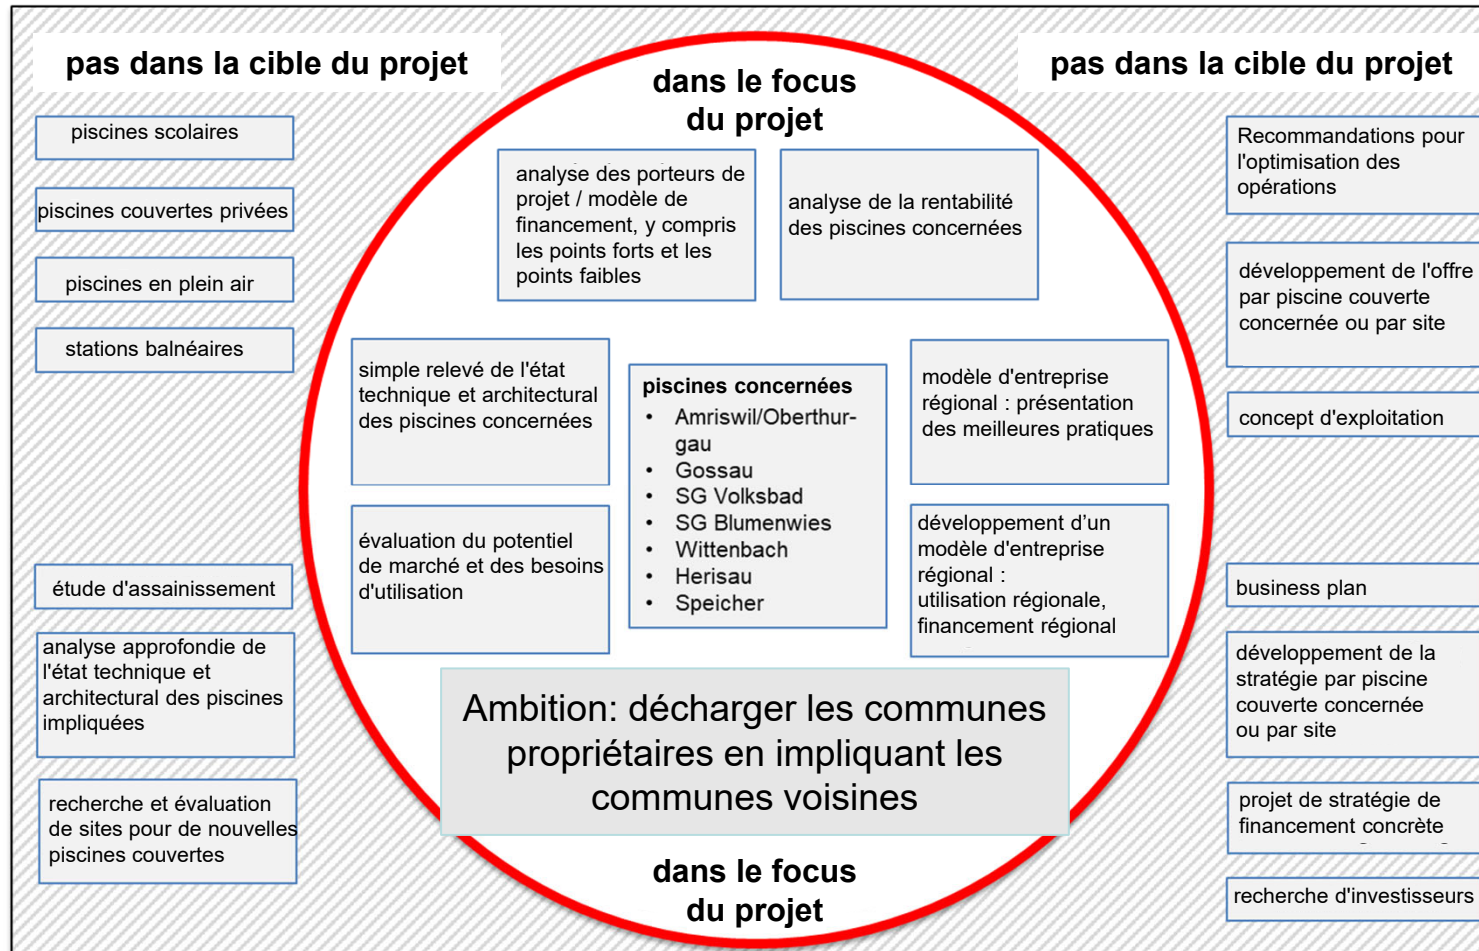 pas dans la cible du projet
piscines scolaires
piscines couvertes privées
piscines en plein air
stations balnéaires
étude d'assainissement
analyse approfondie de
l'état technique et
architectural des piscines
impliquées
recherche et évaluation
de sites pour de nouvelles
piscines couvertes
dans le focus
du projet
analyse des porteurs de
projet / modèle de
financement, y compris
les points forts et les
points faibles
analyse de la rentabilité
des piscines concernées
simple relevé de l'état
technique et architectural
des piscines concernées
évaluation du potentiel
de marché et des besoins
d'utilisation
piscines concernées
• Amriswil/Oberthur-
gau
• Gossau
• SG Volksbad
• SG Blumenwies
• Wittenbach
• Herisau
• Speicher
modèle d'entreprise
régional : présentation
des meilleures pratiques
développement d’un
modèle d'entreprise
régional :
utilisation régionale,
financement régional
Ambition: décharger les communes
propriétaires en impliquant les
communes voisines
dans le focus
du projet
pas dans la cible du projet
Recommandations pour
l'optimisation des
opérations
développement de l'offre
par piscine couverte
concernée ou par site
concept d'exploitation
business plan
développement de la
stratégie par piscine
couverte concernée
ou par site
projet de stratégie de
financement concrète
recherche d'investisseurs